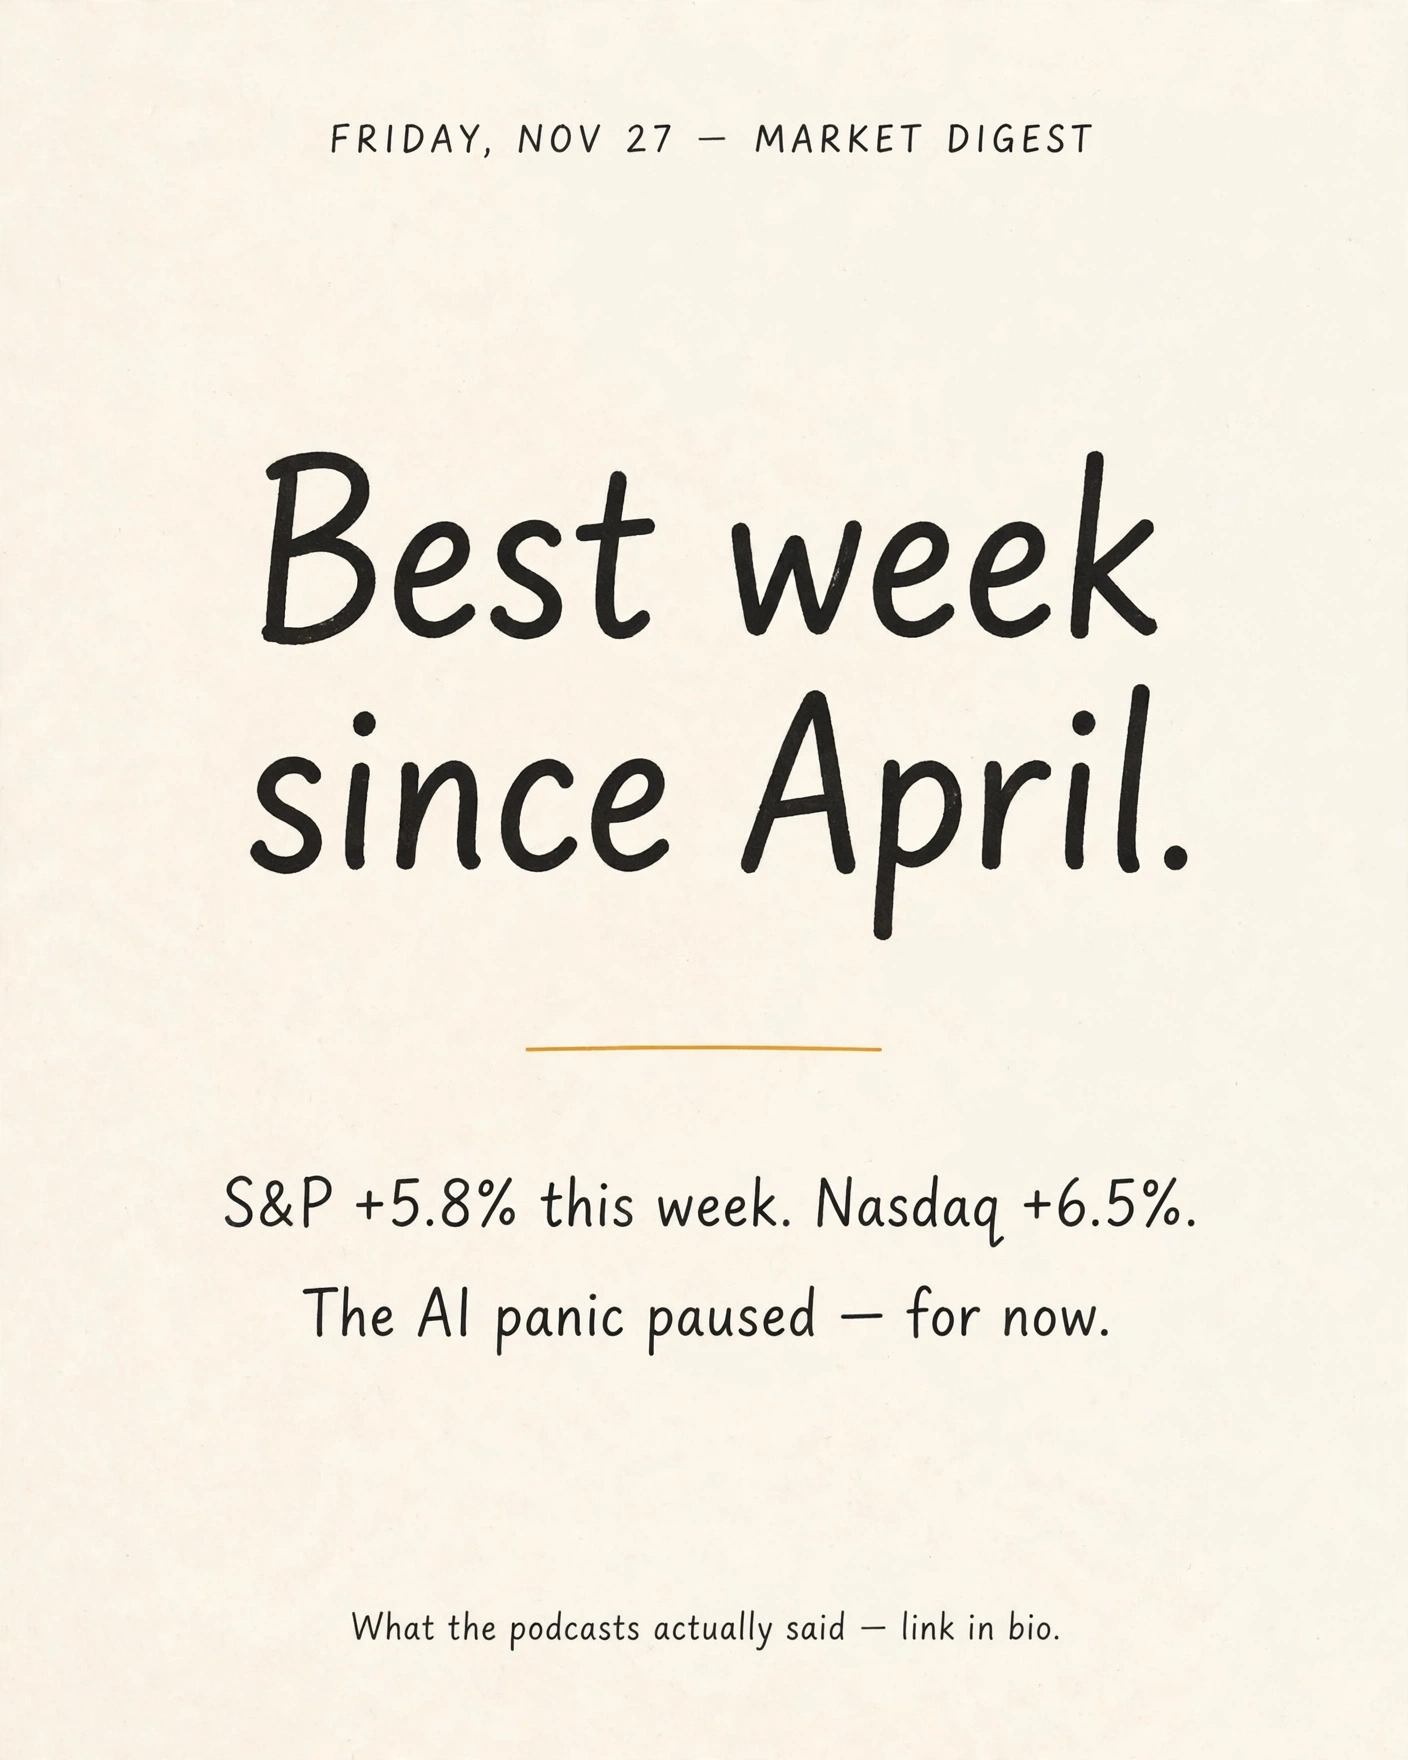 FRIDAY, NOV 27 — MARKET DIGEST
Best week
since April.
S&P +5.8% this week. Nasdaq +6.5%.
The AI panic paused — for now.
What the podcasts actually said — link in bio.